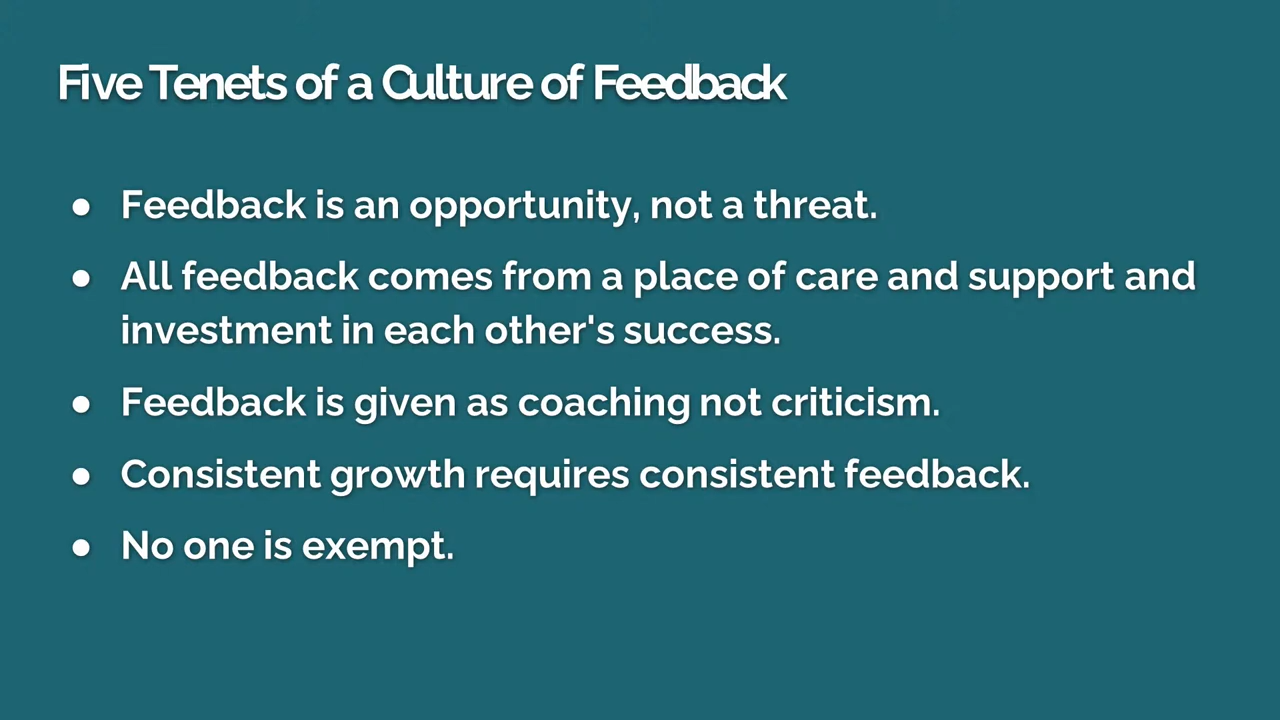 Five Tenets of a Culture of Feedback
● Feedback is an opportunity, not a threat.
● All feedback comes from a place of care and support and
investment in each other's success.
● Feedback is given as coaching not criticism.
● Consistent growth requires consistent feedback.
● No one is exempt.